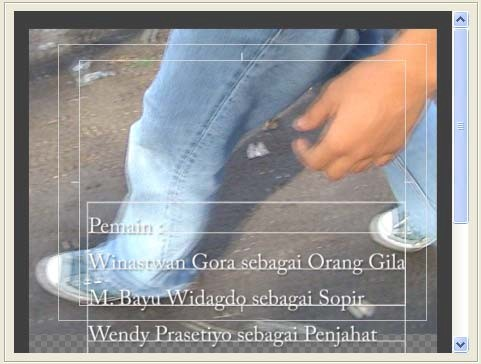 Pemain :
Winastwan Gora sebagai Orang Gila
M. Bayu Widagdo sebagai Sopir
Wendy Prasetiyo sebagai Penjahat